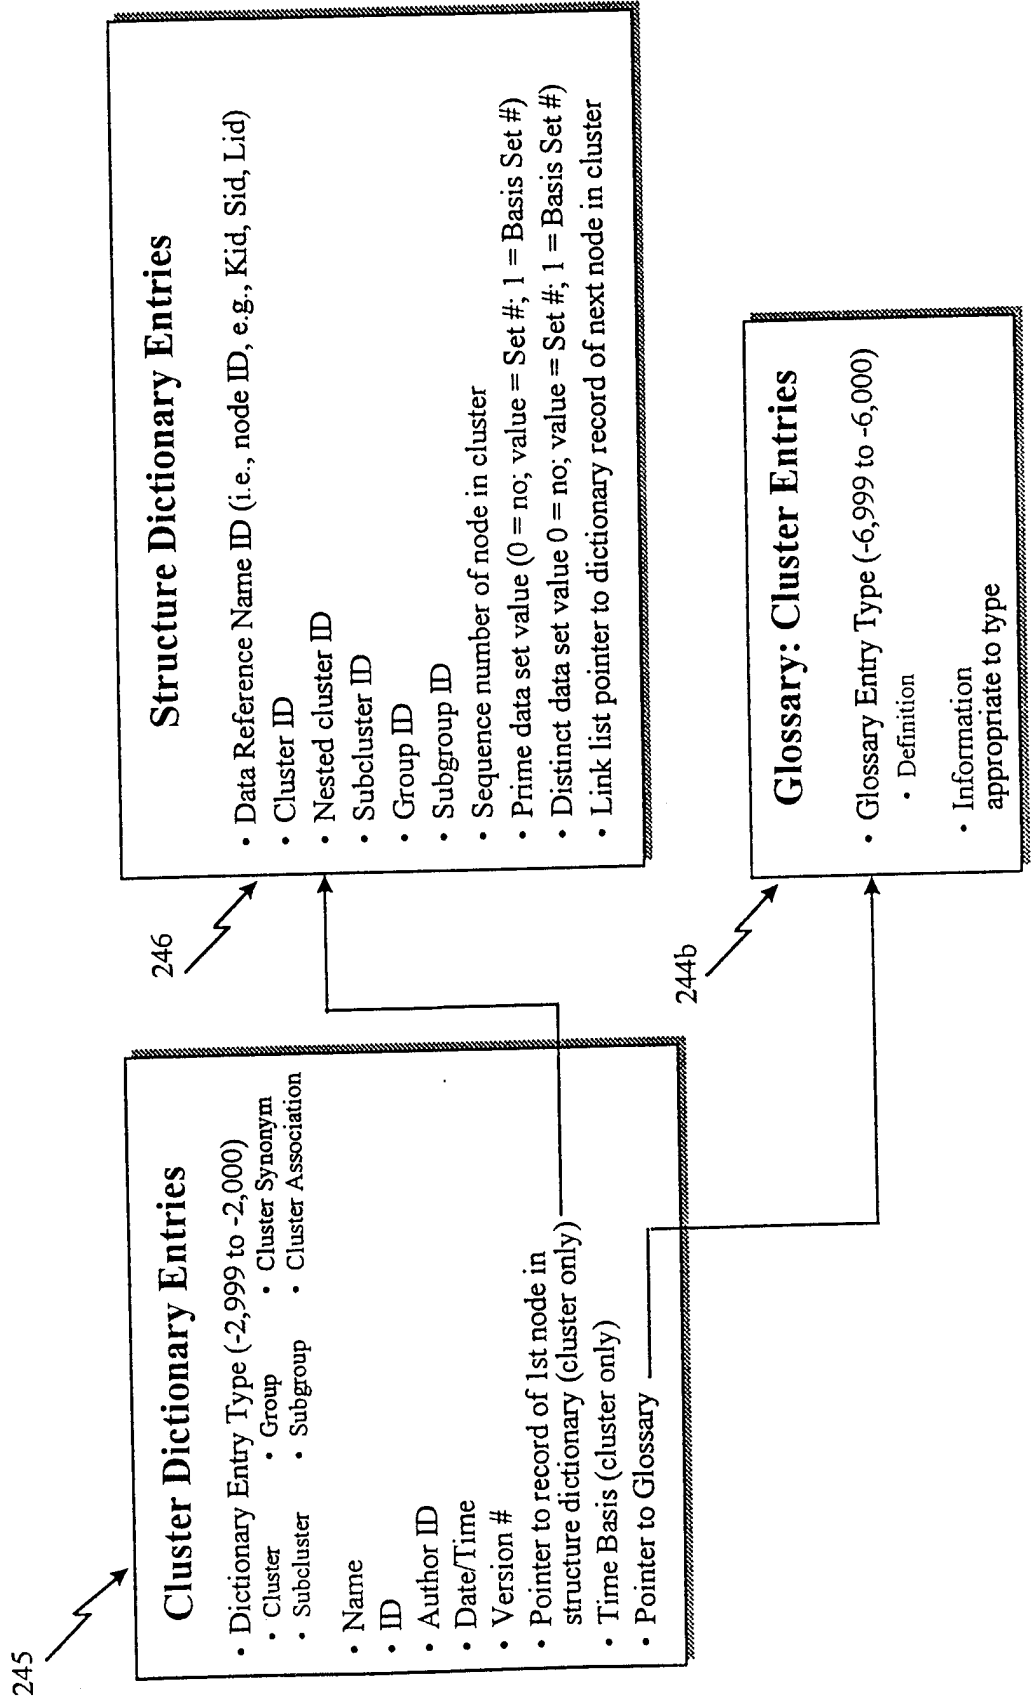 245
Cluster Dictionary Entries
• Dictionary Entry Type (-2,999 to -2,000)
• Cluster • Group • Cluster Synonym
• Subcluster • Subgroup • Cluster Association
• Name
• ID
• Author ID
• Date/Time
• Version #
• Pointer to record of 1st node in
structure dictionary (cluster only)
• Time Basis (cluster only)
• Pointer to Glossary
246
Structure Dictionary Entries
• Data Reference Name ID (i.e., node ID, e.g., Kid, Sid, Lid)
• Cluster ID
• Nested cluster ID
• Subcluster ID
• Group ID
• Subgroup ID
• Sequence number of node in cluster
• Prime data set value (0 = no; value = Set #; 1 = Basis Set #)
• Distinct data set value 0 = no; value = Set #; 1 = Basis Set #)
• Link list pointer to dictionary record of next node in cluster
244b
Glossary: Cluster Entries
• Glossary Entry Type (-6,999 to -6,000)
• Definition
• Information
appropriate to type